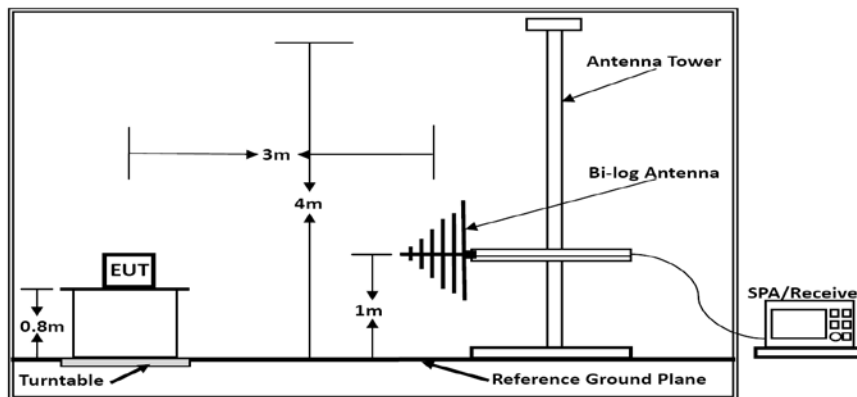 Antenna Tower
3m
Bi-log Antenna
4m
EUT
SPA/Receive
1m
0.8m
Turntable
Reference Ground Plane